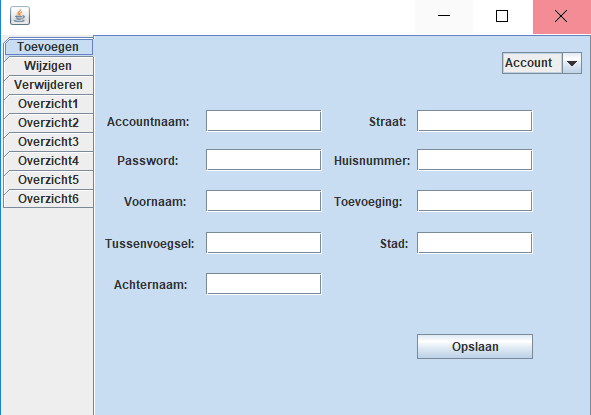 Toevoegen
Wijzigen
Verwijderen
Overzicht1
Overzicht2
Overzicht3
Overzicht4
Overzicht5
Overzicht6
Account
Accountnaam: Straat:
Password: Huisnummer:
Voornaam: Toevoeging:
Tussenvoegsel: Stad:
Achternaam:
Opslaan